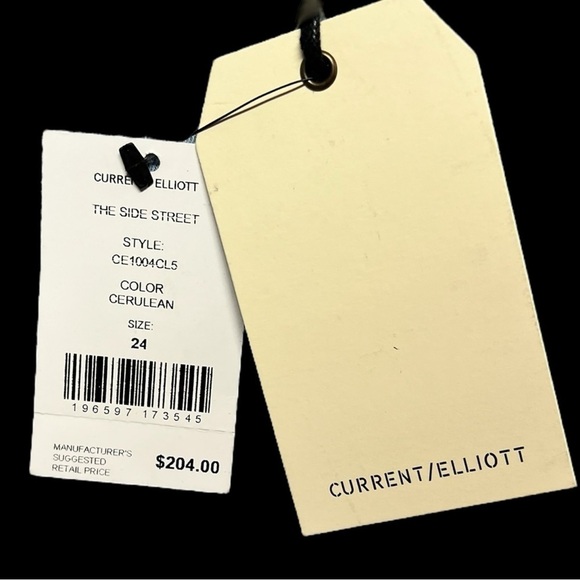 CURRENT/ELLIOTT
THE SIDE STREET
STYLE:
CE1004CL5
COLOR
CERULEAN
SIZE:
24
196597 173545
MANUFACTURER'S
SUGGESTED
RETAIL PRICE
$204.00
CURRENT/ELLIOTT